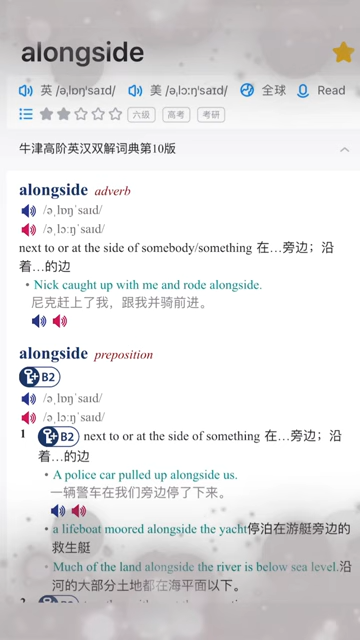 alongside
英 /ə,lɒŋ'saɪd/ 美 /ə,lɔːŋ'saɪd/ 全球 Read
六级 高考 考研
牛津高阶英汉双解词典第10版
alongside adverb
/əˌlɒŋˈsaɪd/
/əˌlɔːŋˈsaɪd/
next to or at the side of somebody/something 在…旁边；沿
着…的边
• Nick caught up with me and rode alongside.
尼克赶上了我，跟我并骑前进。
alongside preposition
B2
/əˌlɒŋˈsaɪd/
/əˌlɔːŋˈsaɪd/
1 B2 next to or at the side of something 在…旁边；沿
着…的边
• A police car pulled up alongside us.
一辆警车在我们旁边停了下来。
• a lifeboat moored alongside the yacht停泊在游艇旁边的
救生艇
• Much of the land alongside the river is below sea level.沿
河的大部分土地都在海平面以下。